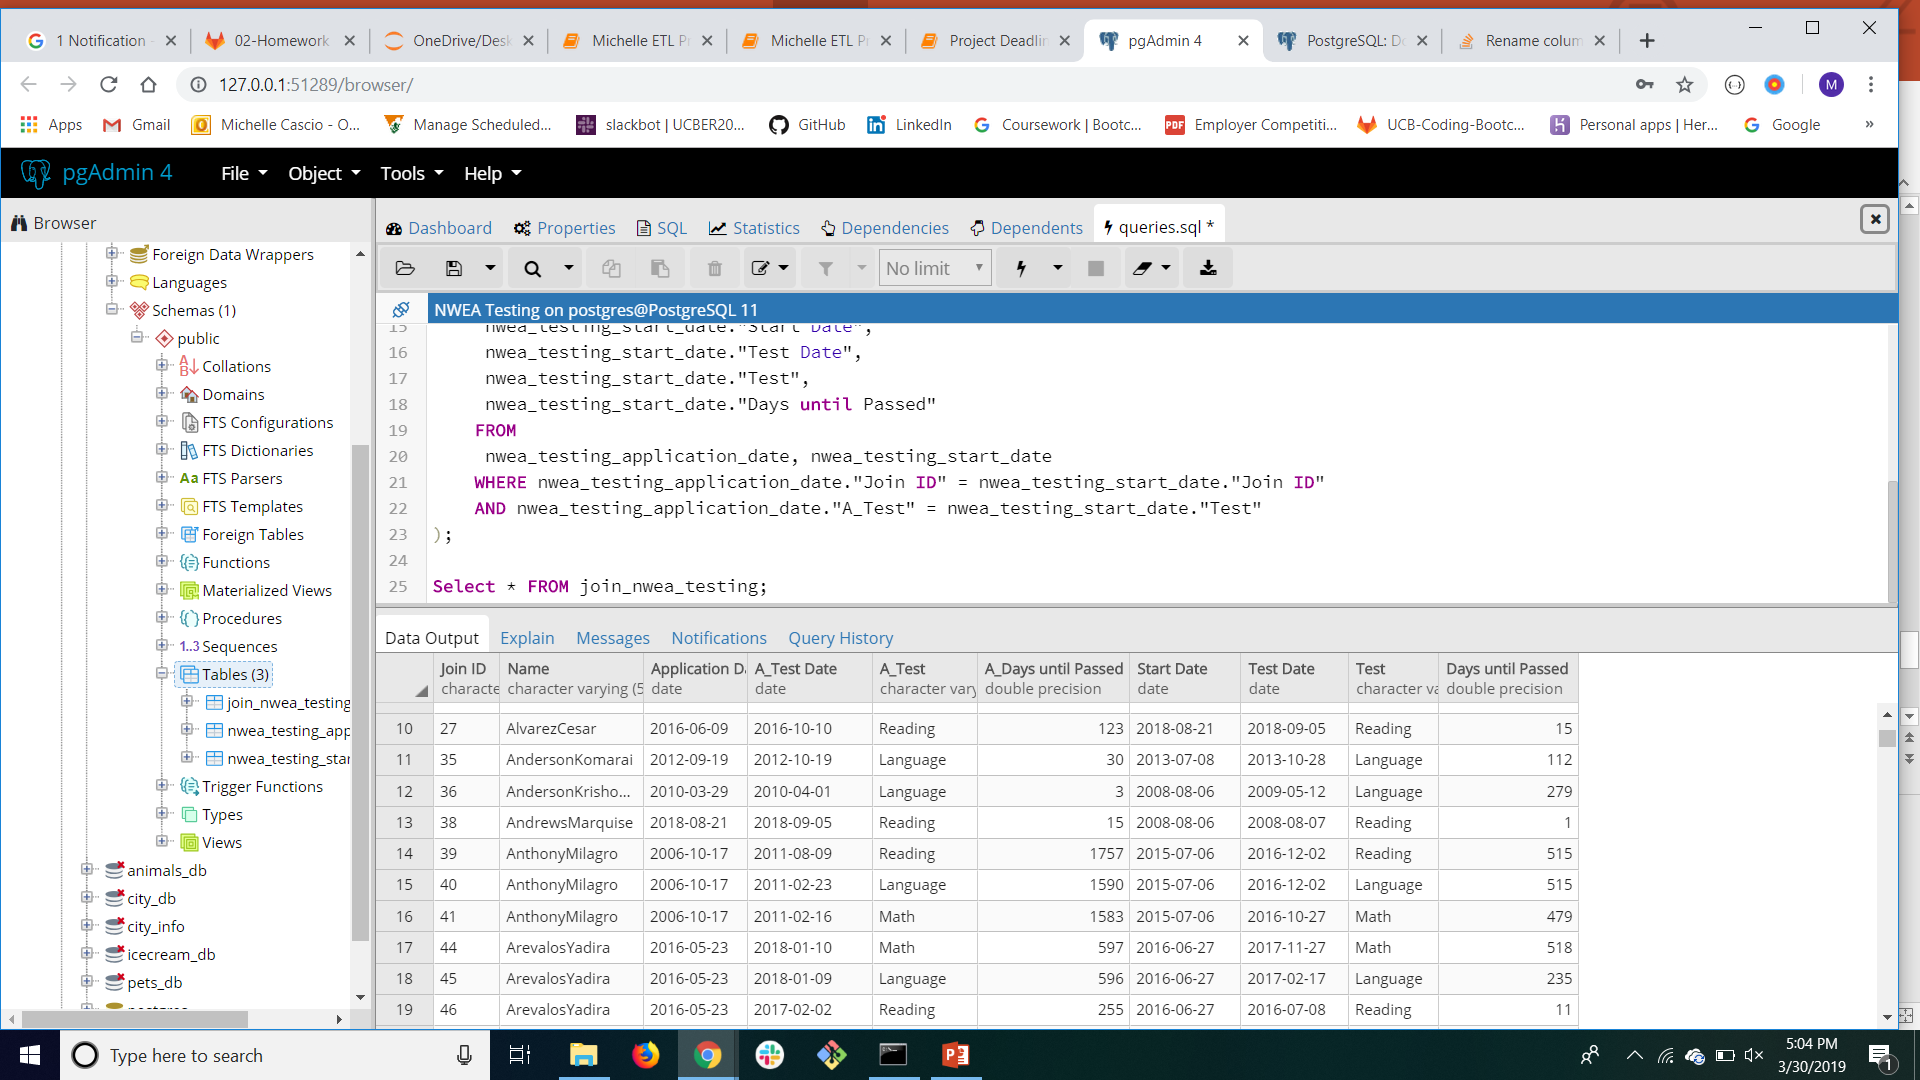 1 Notification -
02-Homework
OneDrive/Desk
Michelle ETL Pr
Michelle ETL Pr
Project Deadlin
pgAdmin 4
PostgreSQL: Do
Rename colum
127.0.0.1:51289/browser/
M
Apps
Gmail
Michelle Cascio - O...
Manage Scheduled...
slackbot | UCBER20...
GitHub
LinkedIn
Coursework | Bootc...
PDF
Employer Competiti...
UCB-Coding-Bootc...
Personal apps | Her...
Google
»
pgAdmin 4
File
Object
Tools
Help
Browser
Dashboard
Properties
SQL
Statistics
Dependencies
Dependents
queries.sql *
No limit
NWEA Testing on postgres@PostgreSQL 11
Foreign Data Wrappers
Languages
Schemas (1)
public
Collations
Domains
FTS Configurations
FTS Dictionaries
Aa FTS Parsers
FTS Templates
Foreign Tables
Functions
Materialized Views
Procedures
1..3 Sequences
Tables (3)
join_nwea_testing
nwea_testing_app
nwea_testing_star
Trigger Functions
Types
Views
animals_db
city_db
city_info
icecream_db
pets_db
postgres
15 nwea_testing_start_date."Start Date",
16 nwea_testing_start_date."Test Date",
17 nwea_testing_start_date."Test",
18 nwea_testing_start_date."Days until Passed"
19 FROM
20 nwea_testing_application_date, nwea_testing_start_date
21 WHERE nwea_testing_application_date."Join ID" = nwea_testing_start_date."Join ID"
22 AND nwea_testing_application_date."A_Test" = nwea_testing_start_date."Test"
23 );
24
25 Select * FROM join_nwea_testing;
Data Output Explain Messages Notifications Query History
Join ID Name Application Da A_Test Date A_Test A_Days until Passed Start Date Test Date Test Days until Passed
characte character varying (5 date date character vary double precision date date character va double precision
10 27 AlvarezCesar 2016-06-09 2016-10-10 Reading 123 2018-08-21 2018-09-05 Reading 15
11 35 AndersonKomarai 2012-09-19 2012-10-19 Language 30 2013-07-08 2013-10-28 Language 112
12 36 AndersonKrisho... 2010-03-29 2010-04-01 Language 3 2008-08-06 2009-05-12 Language 279
13 38 AndrewsMarquise 2018-08-21 2018-09-05 Reading 15 2008-08-06 2008-08-07 Reading 1
14 39 AnthonyMilagro 2006-10-17 2011-08-09 Reading 1757 2015-07-06 2016-12-02 Reading 515
15 40 AnthonyMilagro 2006-10-17 2011-02-23 Language 1590 2015-07-06 2016-12-02 Language 515
16 41 AnthonyMilagro 2006-10-17 2011-02-16 Math 1583 2015-07-06 2016-10-27 Math 479
17 44 ArevalosYadira 2016-05-23 2018-01-10 Math 597 2016-06-27 2017-11-27 Math 518
18 45 ArevalosYadira 2016-05-23 2018-01-09 Language 596 2016-06-27 2017-02-17 Language 235
19 46 ArevalosYadira 2016-05-23 2017-02-02 Reading 255 2016-06-27 2016-07-08 Reading 11
Type here to search
5:04 PM
3/30/2019
1